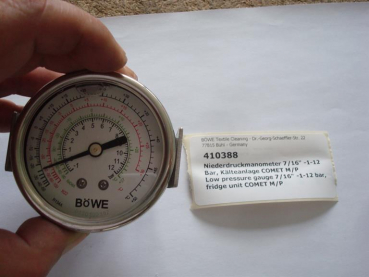 BÖWE
BÖWE Textile Cleaning - Dr.-Georg-Schaeffler-Str. 22
77815 Bühl - Germany
410388
Niederdruckmanometer 7/16" -1-12
Bar, Kälteanlage COMET M/P
Low pressure gauge 7/16" -1-12 bar,
fridge unit COMET M/P